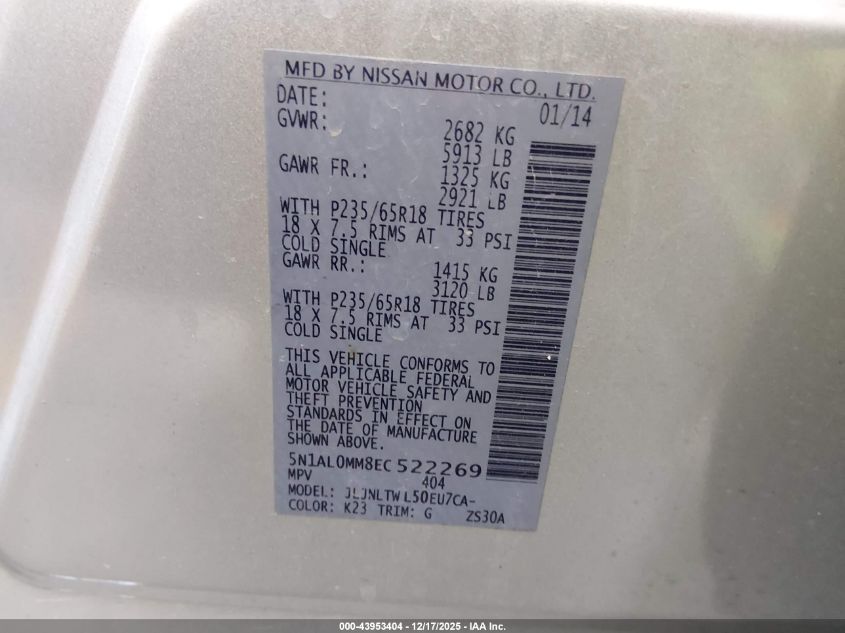 MFD BY NISSAN MOTOR CO., LTD.
DATE: 01/14
GVWR: 2682 KG
5913 LB
GAWR FR.: 1325 KG
2921 LB
WITH P235/65R18 TIRES
18 X 7.5 RIMS AT 33 PSI
COLD SINGLE
GAWR RR.: 1415 KG
3120 LB
WITH P235/65R18 TIRES
18 X 7.5 RIMS AT 33 PSI
COLD SINGLE
THIS VEHICLE CONFORMS TO
ALL APPLICABLE FEDERAL
MOTOR VEHICLE SAFETY AND
THEFT PREVENTION
STANDARDS IN EFFECT ON
THE DATE OF MANUFACTURE
SHOWN ABOVE.
5N1AL0MM8EC 522269
MPV 404
MODEL: JLJNLTW L50EU7CA-
COLOR: K23 TRIM: G ZS30A
000-43953404 - 12/17/2025 - IAA Inc.